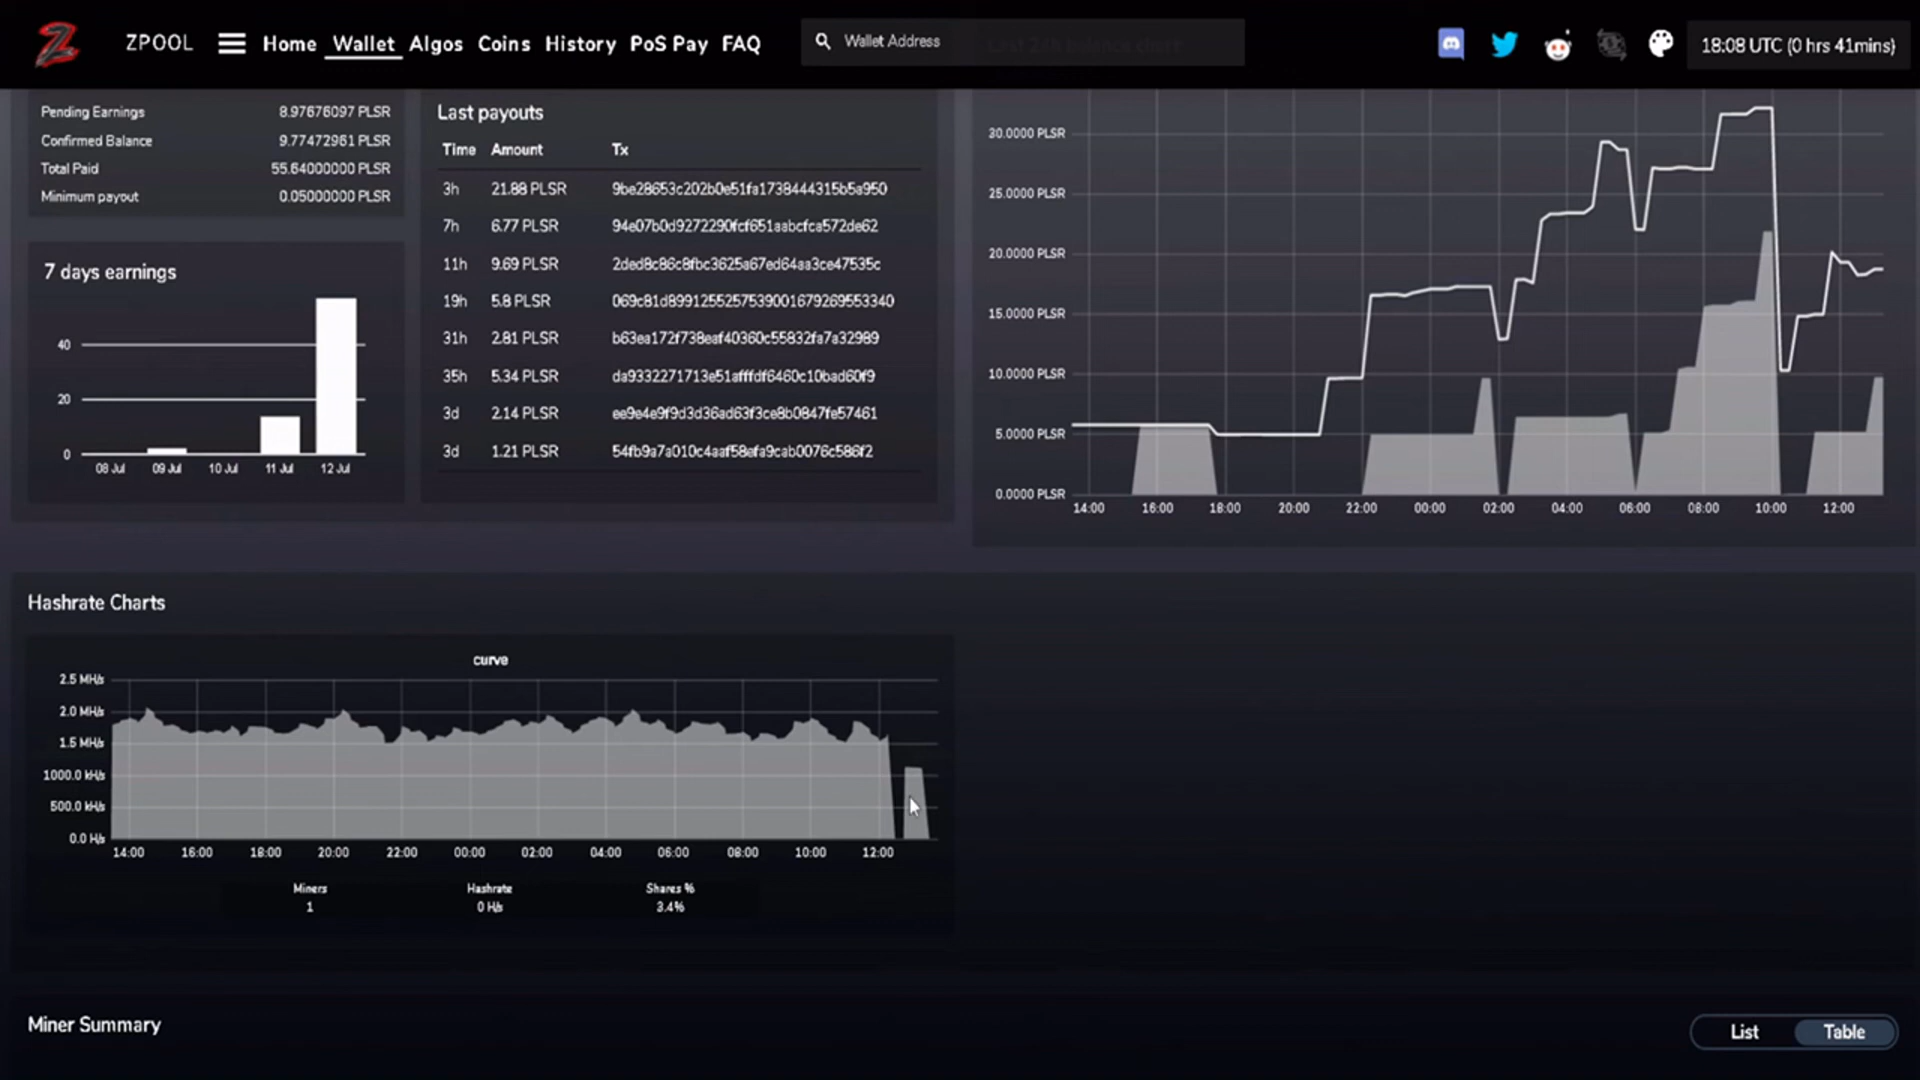 ZPOOL Home Wallet Algos Coins History PoS Pay FAQ Wallet Address 18:08 UTC (0 hrs 41mins)
Pending Earnings 8.97676097 PLSR
Confirmed Balance 9.77472961 PLSR
Total Paid 55.64000000 PLSR
Minimum payout 0.05000000 PLSR
7 days earnings
40
20
0
08 Jul 09 Jul 10 Jul 11 Jul 12 Jul
Last payouts
Time Amount Tx
3h 21.88 PLSR 9be28653c202b0e51fa1738444315b5a950
7h 6.77 PLSR 94e07b0d9272290fcf651aabcfca572de62
11h 9.69 PLSR 2ded8c86c8fbc3625a67ed64aa3ce47535c
19h 5.8 PLSR 069c81d8991255257539001679269553340
31h 2.81 PLSR b63ea172f738eaf40360c55832fa7a32989
35h 5.34 PLSR da9332271713e51afffdf6460c10bad60f9
3d 2.14 PLSR ee9e4e9f9d3d36ad63f3ce8b0847fe57461
3d 1.21 PLSR 54fb9a7a010c4aaf58efa9cab0076c586f2
30.0000 PLSR
25.0000 PLSR
20.0000 PLSR
15.0000 PLSR
10.0000 PLSR
5.0000 PLSR
0.0000 PLSR
14:00 16:00 18:00 20:00 22:00 00:00 02:00 04:00 06:00 08:00 10:00 12:00
Hashrate Charts
curve
2.5 MH/s
2.0 MH/s
1.5 MH/s
1000.0 kH/s
500.0 kH/s
0.0 H/s
14:00 16:00 18:00 20:00 22:00 00:00 02:00 04:00 06:00 08:00 10:00 12:00
Miners Hashrate Shares %
1 0 H/s 3.4%
Miner Summary
List Table